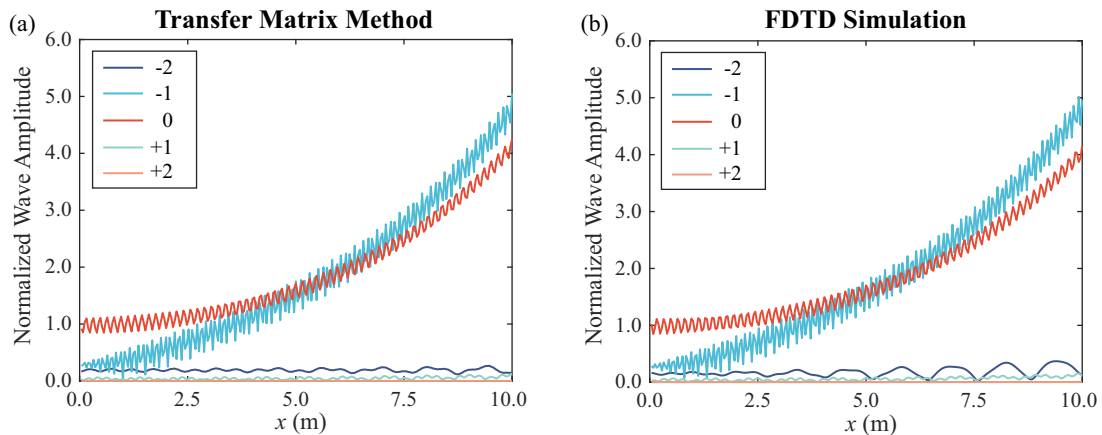 (a)
Transfer Matrix Method
Normalized Wave Amplitude
6.0
5.0
4.0
3.0
2.0
1.0
0.0
-2
-1
0
+1
+2
0.0 2.5 5.0 7.5 10.0
x (m)
(b)
FDTD Simulation
Normalized Wave Amplitude
6.0
5.0
4.0
3.0
2.0
1.0
0.0
-2
-1
0
+1
+2
0.0 2.5 5.0 7.5 10.0
x (m)